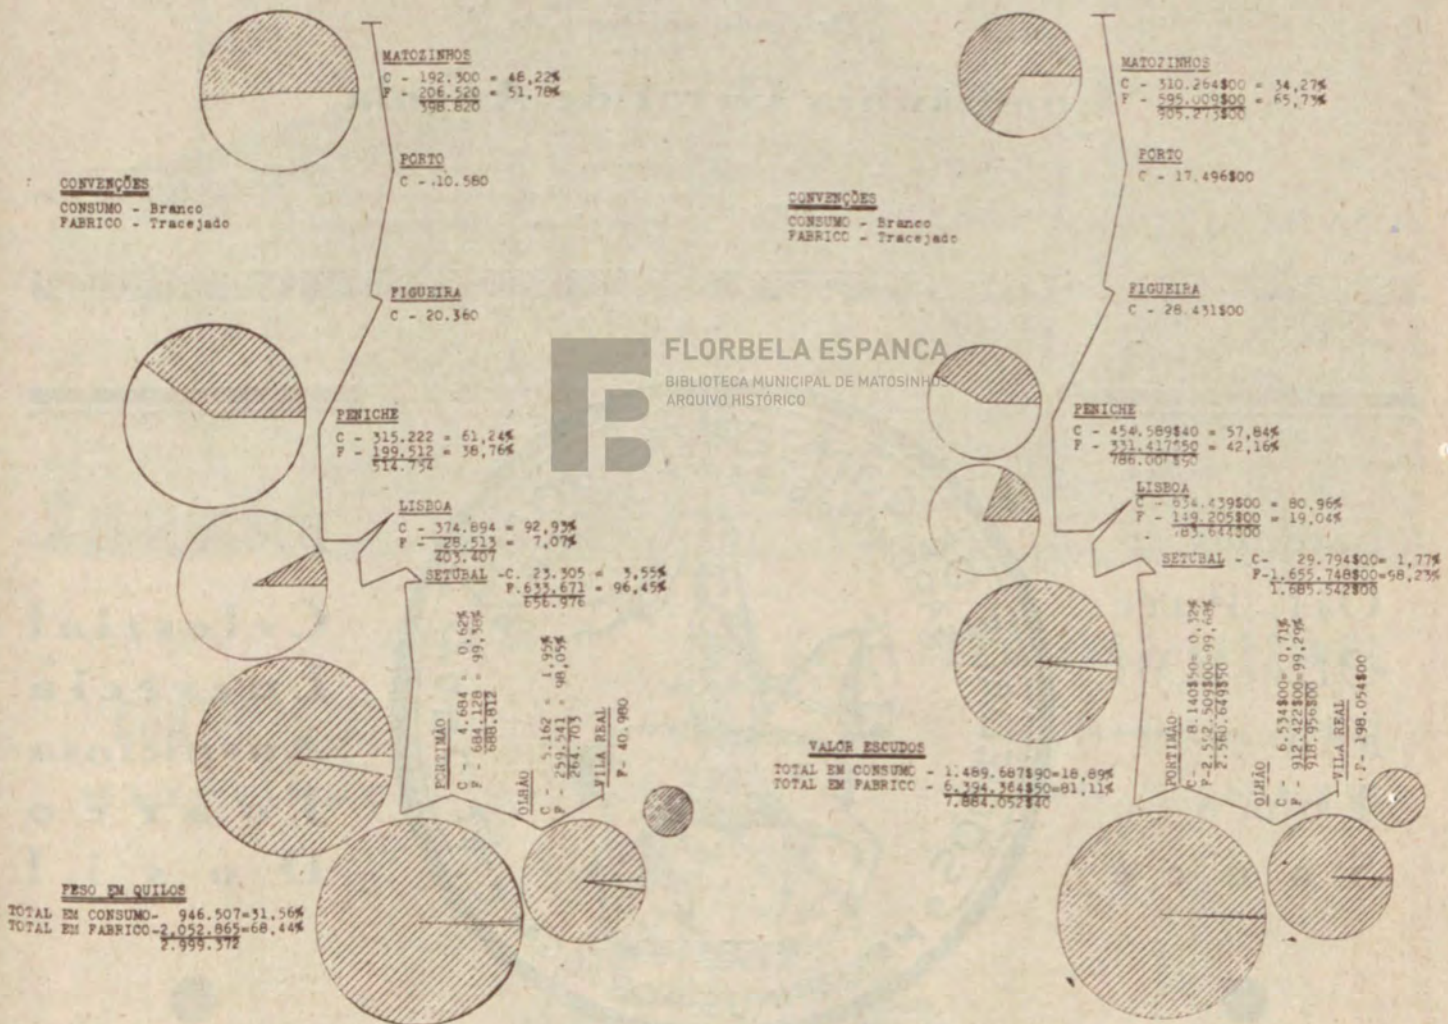 MATOZINHOS
C - 192.300 = 48,22%
F - 206.520 = 51,78%
398.820
PORTO
C - 10.560
CONVENÇÕES
CONSUMO - Branco
FABRICO - Tracejado
FIGUEIRA
C - 20.360
PENICHE
C - 315.222 = 61,24%
F - 199.512 = 38,76%
514.734
LISBOA
C - 374.894 = 92,93%
F - 28.513 = 7,07%
403.407
SETÚBAL -C. 23.305 = 3,55%
F. 633.671 = 96,45%
656.976
PORTIMÃO
C - 4.684 = 0,62%
F - 684.128 = 99,38%
688.812
OLHÃO
C - 5.162 = 1,95%
F - 259.541 = 98,05%
264.703
VILA REAL
F- 40.980
PESO EM QUILOS
TOTAL EM CONSUMO- 946.507=31,56%
TOTAL EM FABRICO-2.052.865=68,44%
2.999.372
FLORBELA ESPANCA
BIBLIOTECA MUNICIPAL DE MATOSINHOS
ARQUIVO HISTÓRICO
MATOZINHOS
C - 310.264$00 = 34,27%
F - 595.009$00 = 65,73%
905.273$00
PORTO
C - 17.496$00
CONVENÇÕES
CONSUMO - Branco
FABRICO - Tracejado
FIGUEIRA
C - 28.431$00
PENICHE
C - 454.589$40 = 57,84%
F - 331.417$50 = 42,16%
LISBOA
C - 634.439$00 = 80,96%
F - 149.205$00 = 19,04%
783.644$00
SETÚBAL - C- 29.794$00= 1,77%
F-1.655.748$00=98,23%
1.685.542$00
PORTIMÃO
C- 8.140$50= 0,32%
F-2.552.509$00=99,68%
2.560.649$50
OLHÃO
C - 6.534$00= 0,71%
F - 912.422$00=99,29%
918.956$00
VILA REAL
F- 198.054$00
VALOR ESCUDOS
TOTAL EM CONSUMO - 1.489.687$90=18,89%
TOTAL EM FABRICO - 6.394.364$50=81,11%
7.884.052$40